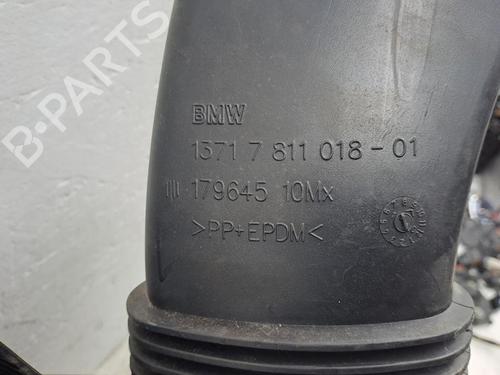 B-PARTS
BMW
1371 7 811 018-01
179645 10Mx
>PP+EPDM<